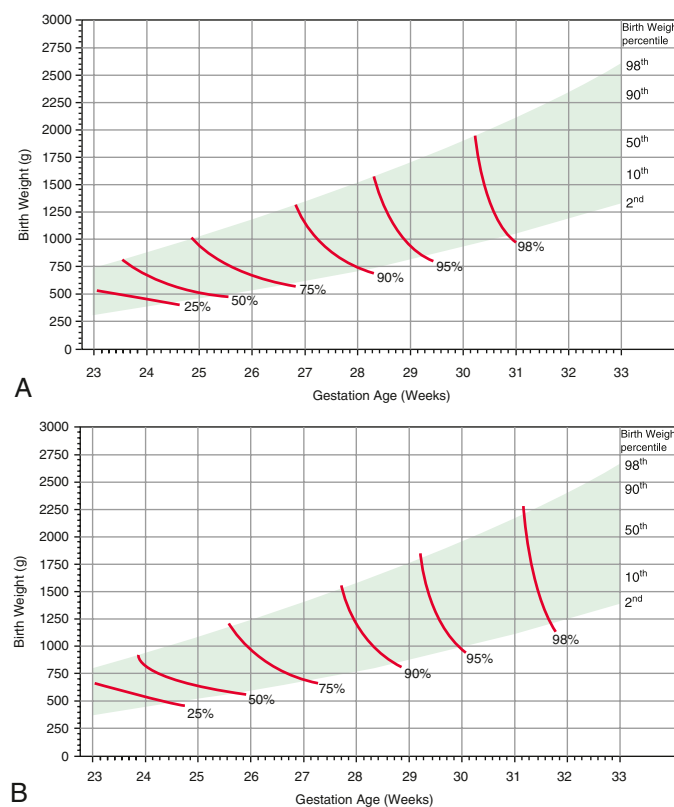 3000
2750
2500
2250
2000
1750
1500
1250
1000
750
500
250
0
Birth Weight (g)
Birth Weigh
percentile
98th
90th
50th
10th
2nd
25%
50%
75%
90%
95%
98%
23 24 25 26 27 28 29 30 31 32 33
Gestation Age (Weeks)
A
3000
2750
2500
2250
2000
1750
1500
1250
1000
750
500
250
0
Birth Weight (g)
Birth Weigh
percentile
98th
90th
50th
10th
2nd
25%
50%
75%
90%
95%
98%
23 24 25 26 27 28 29 30 31 32 33
Gestation Age (Weeks)
B